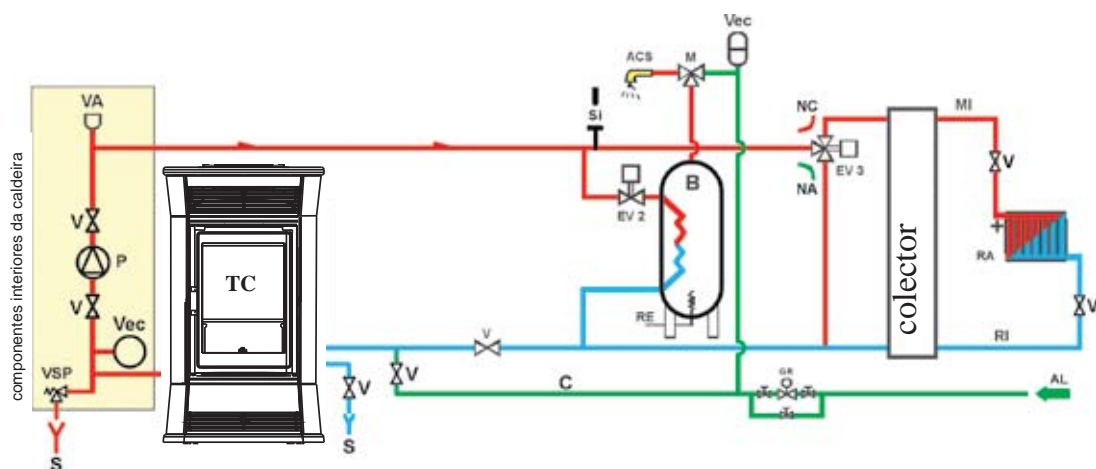 componentes interiores da caldeira
VA
V
P
V
Vec
VSP
S
TC
V
S
Si
EV 2
B
RE
V
V
C
ACS
M
Vec
NC
NA
EV 3
GR
AL
colector
MI
V
RA
V
RI